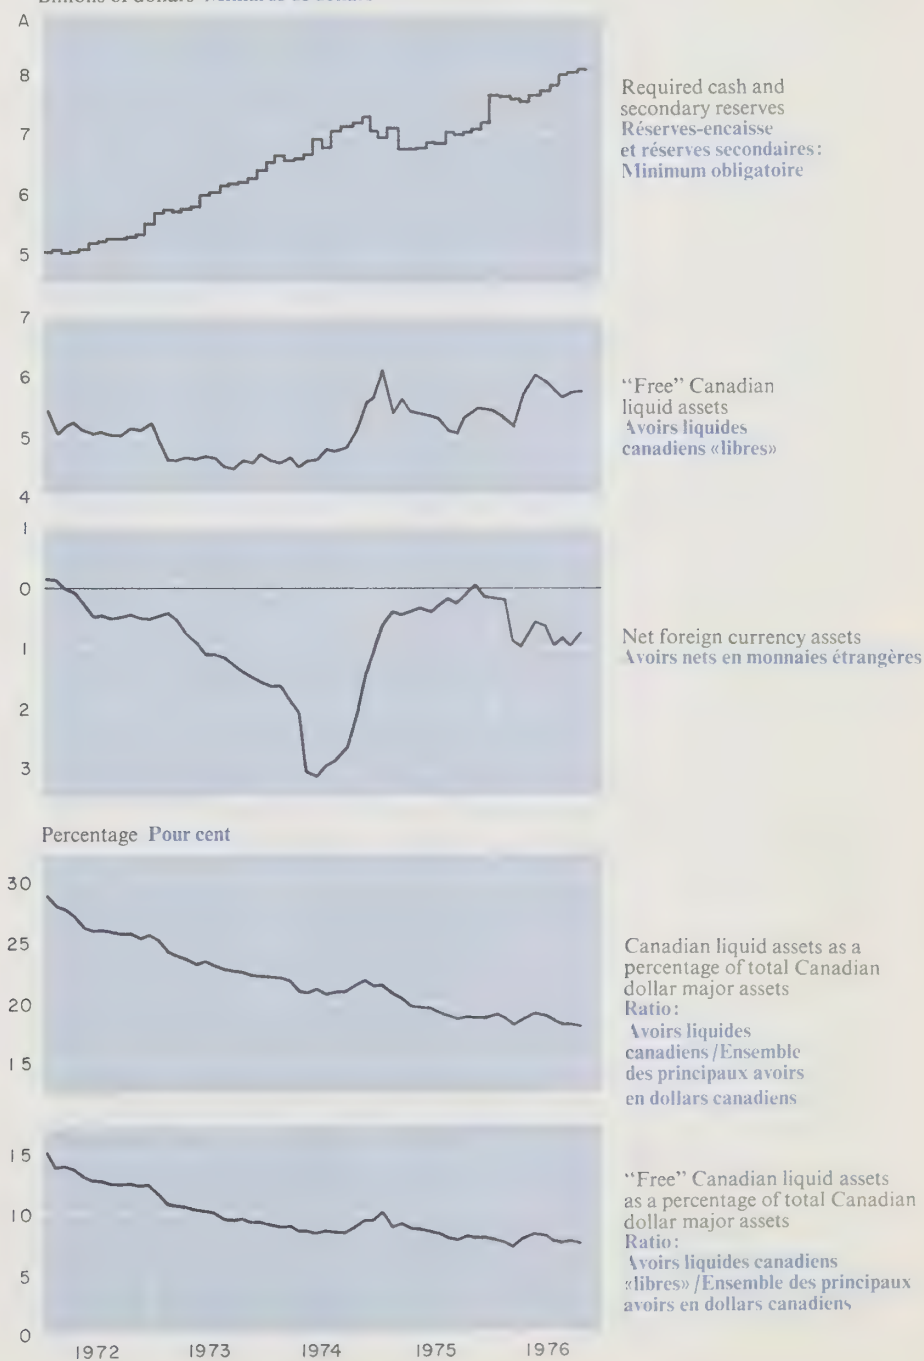 Billions of dollars
A
8
7
6
5
Required cash and
secondary reserves
Réserves-encaisse
et réserves secondaires:
Minimum obligatoire
7
6
5
4
"Free" Canadian
liquid assets
Avoirs liquides
canadiens «libres»
1
0
1
2
3
Net foreign currency assets
Avoirs nets en monnaies étrangères
Percentage Pour cent
30
25
20
15
Canadian liquid assets as a
percentage of total Canadian
dollar major assets
Ratio:
Avoirs liquides
canadiens/Ensemble
des principaux avoirs
en dollars canadiens
15
10
5
0
"Free" Canadian liquid assets
as a percentage of total Canadian
dollar major assets
Ratio:
Avoirs liquides canadiens
«libres»/Ensemble des principaux
avoirs en dollars canadiens
1972 1973 1974 1975 1976